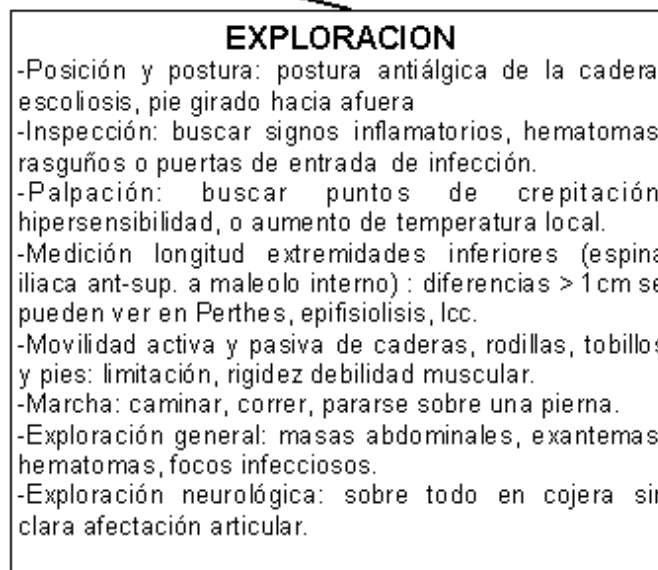 EXPLORACION
-Posición y postura: postura antiálgica de la cadera
escoliosis, pie girado hacia afuera
-Inspección: buscar signos inflamatorios, hematomas
rasguños o puertas de entrada de infección.
-Palpación: buscar puntos de crepitación
hipersensibilidad, o aumento de temperatura local.
-Medición longitud extremidades inferiores (espina
iliaca ant-sup. a maleolo interno) : diferencias > 1cm se
pueden ver en Perthes, epifisiolisis, lcc.
-Movilidad activa y pasiva de caderas, rodillas, tobillos
y pies: limitación, rigidez debilidad muscular.
-Marcha: caminar, correr, pararse sobre una pierna.
-Exploración general: masas abdominales, exantemas
hematomas, focos infecciosos.
-Exploración neurológica: sobre todo en cojera sin
clara afectación articular.